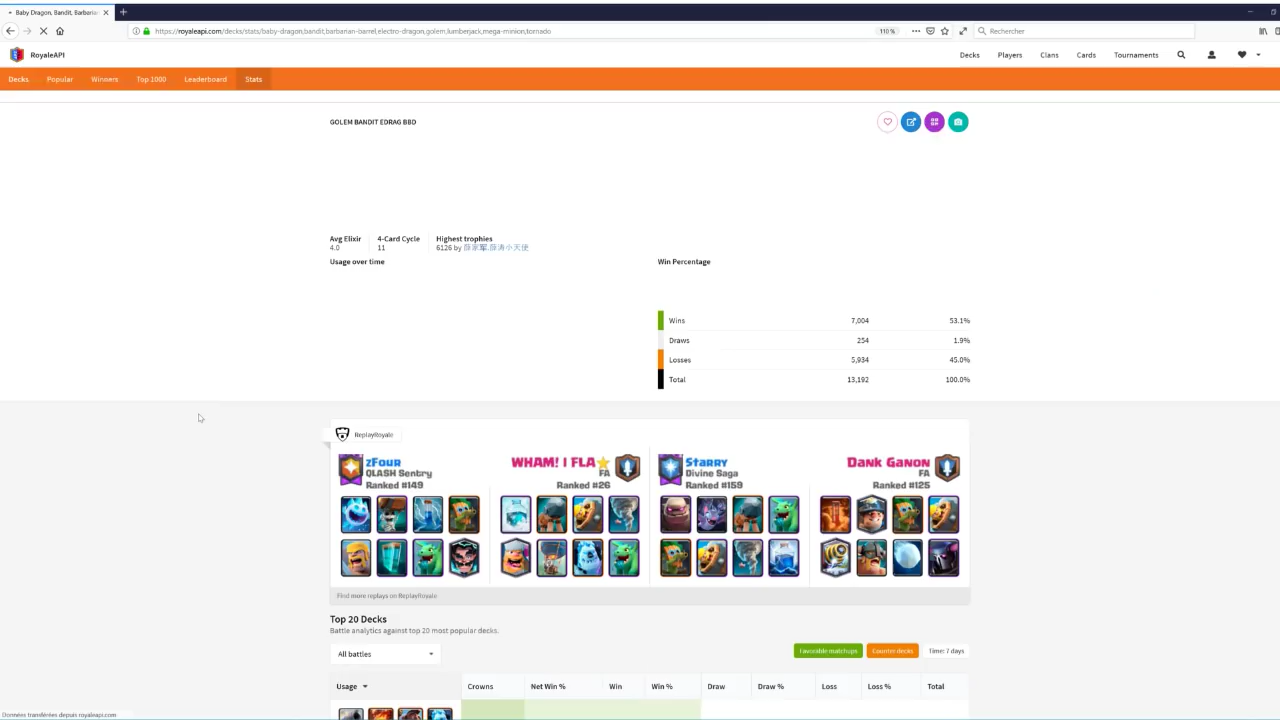 Baby Dragon, Bandit, Barbarian
https://royaleapi.com/decks/stats/baby-dragon,bandit,barbarian-barrel,electro-dragon,golem,lumberjack,mega-minion,tornado
110 %
Rechercher
RoyaleAPI
Decks Players Clans Cards Tournaments
Decks Popular Winners Top 1000 Leaderboard Stats
GOLEM BANDIT EDRAG BBD
Avg Elixir 4-Card Cycle Highest trophies
4.0 11 6126 by
Usage over time Win Percentage
Wins 7,004 53.1%
Draws 254 1.9%
Losses 5,934 45.0%
Total 13,192 100.0%
ReplayRoyale
zFour
QLASH Sentry
Ranked #149
WHAM! I FLA
FA
Ranked #26
Starry
Divine Saga
Ranked #159
Dank Ganon
FA
Ranked #125
Find more replays on ReplayRoyale
Top 20 Decks
Battle analytics against top 20 most popular decks.
All battles
Favorable matchups Counter decks Time: 7 days
Usage Crowns Net Win % Win Win % Draw Draw % Loss Loss % Total
Données transférées depuis royaleapi.com